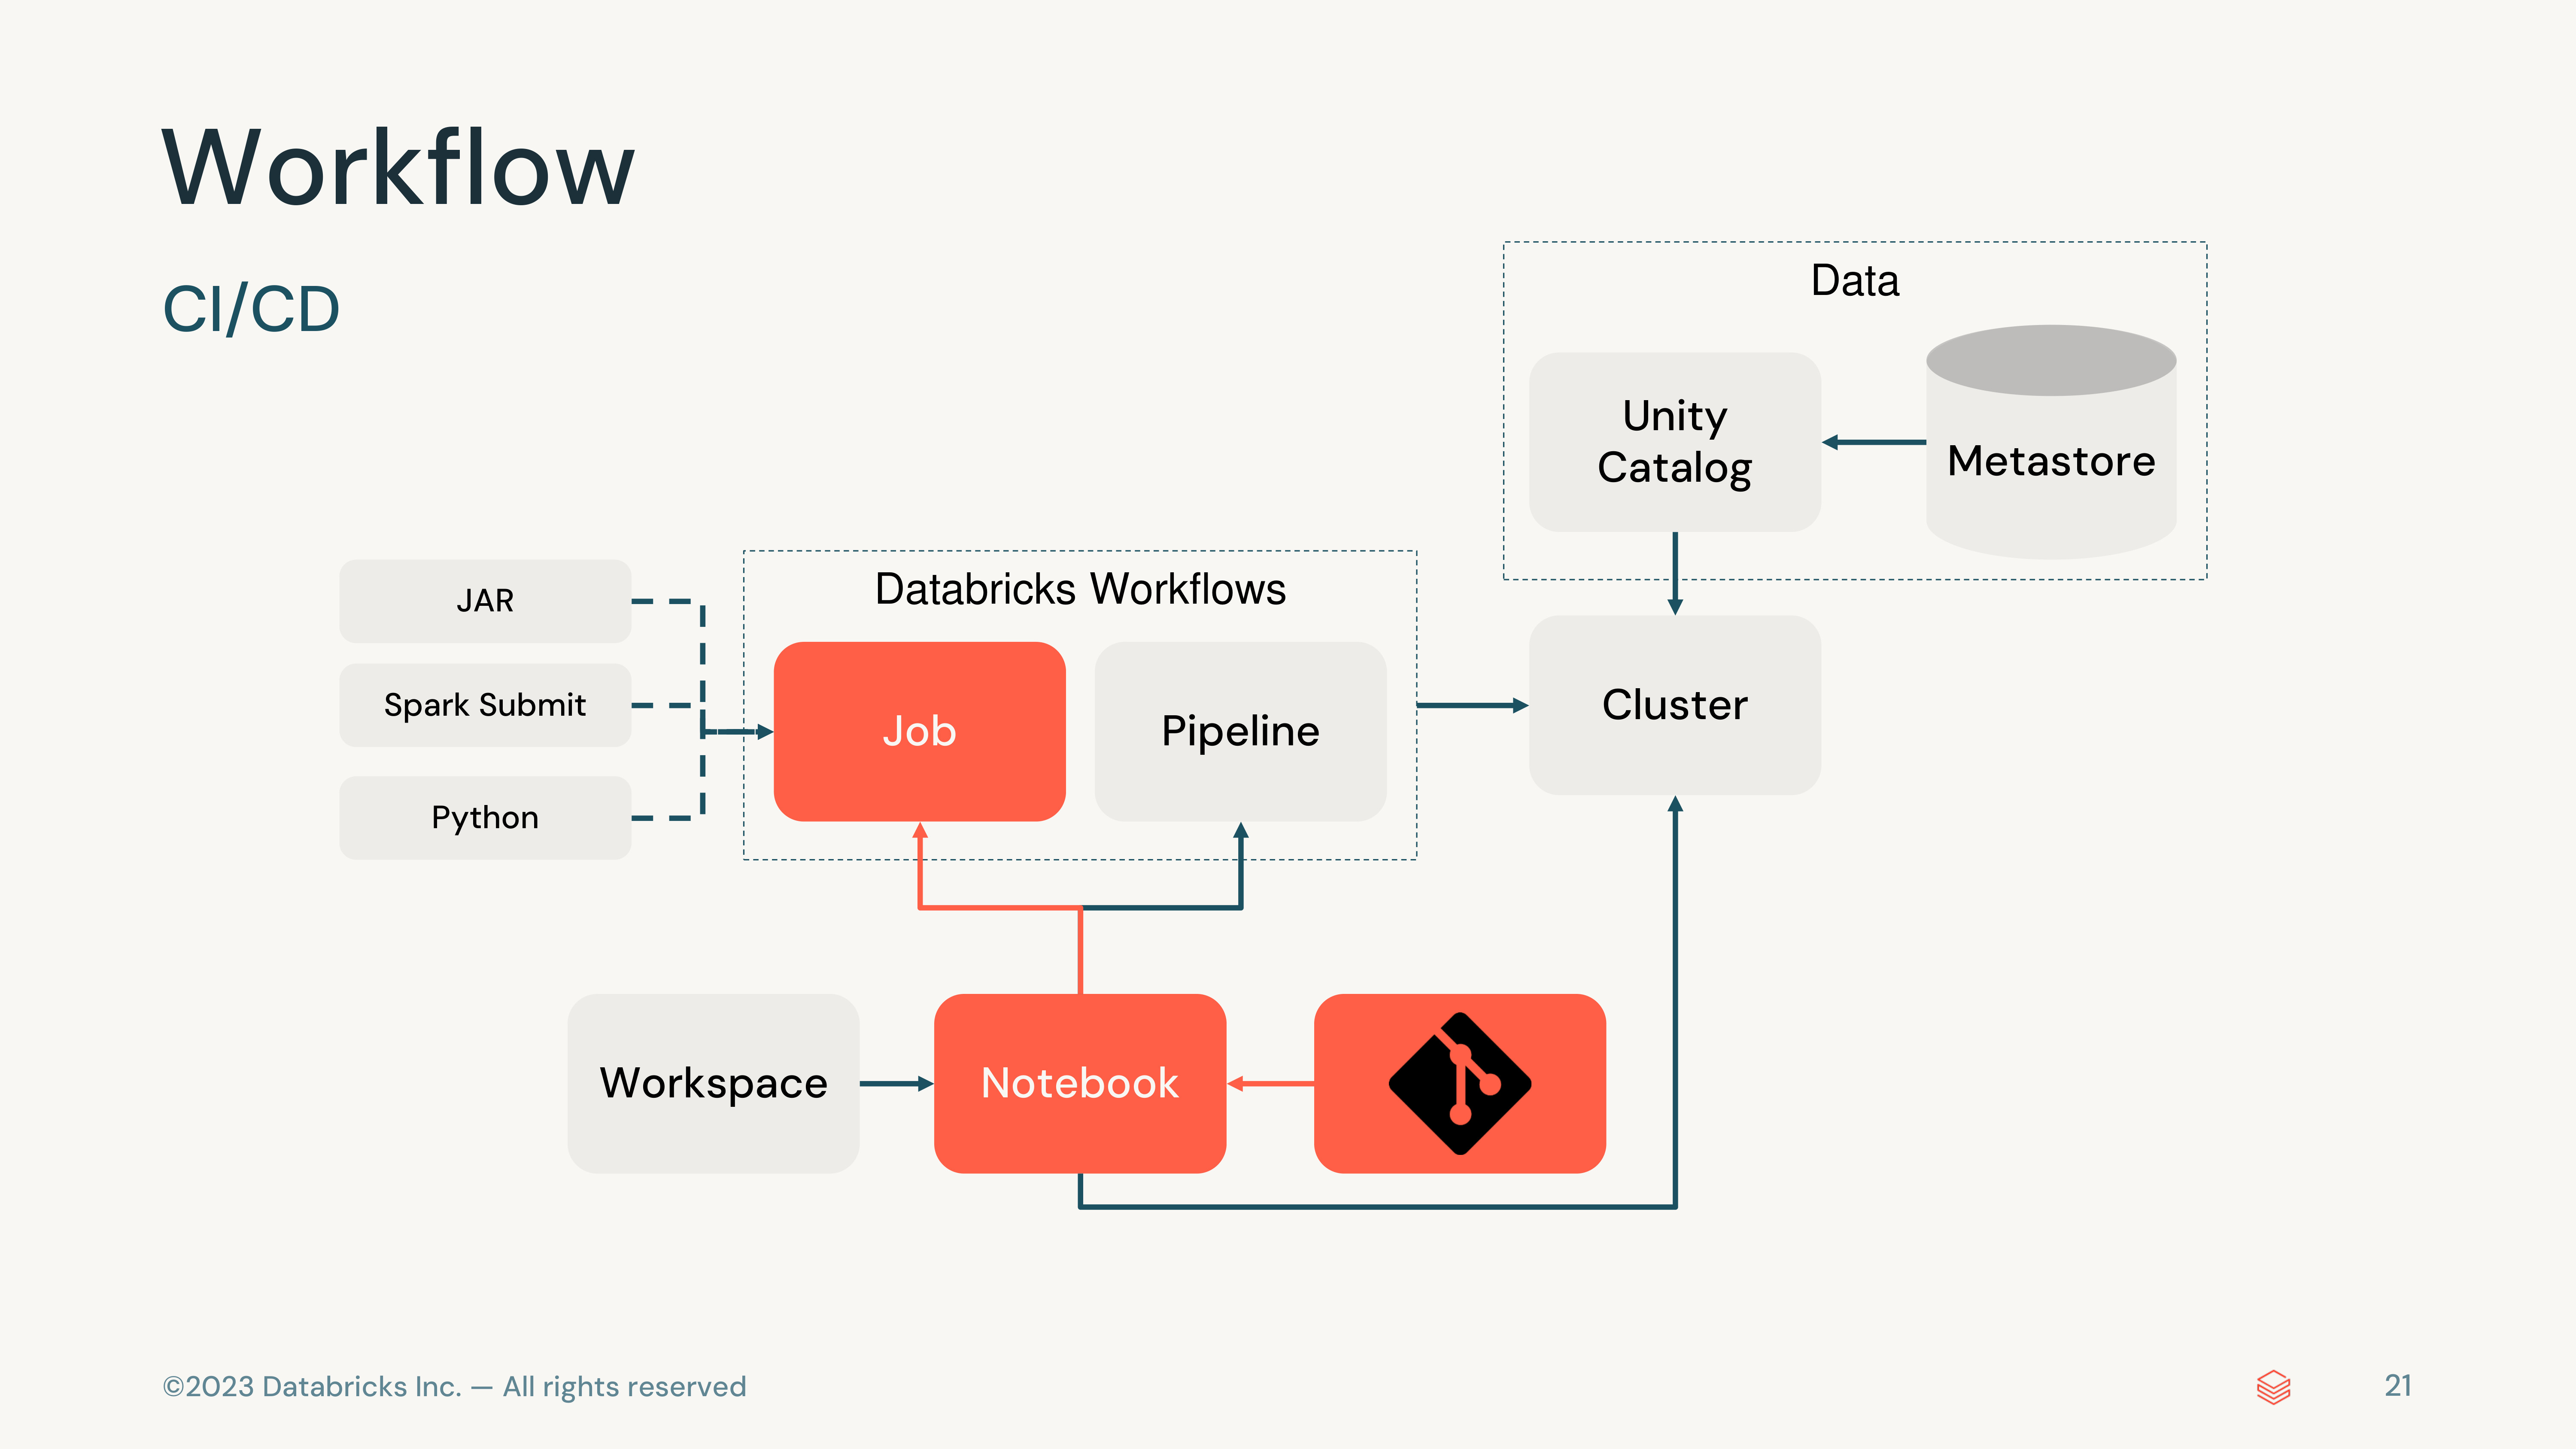 Workflow
CI/CD
Data
Unity
Catalog
Metastore
JAR
Spark Submit
Python
Databricks Workflows
Job
Pipeline
Cluster
Workspace
Notebook
©2023 Databricks Inc. — All rights reserved
21